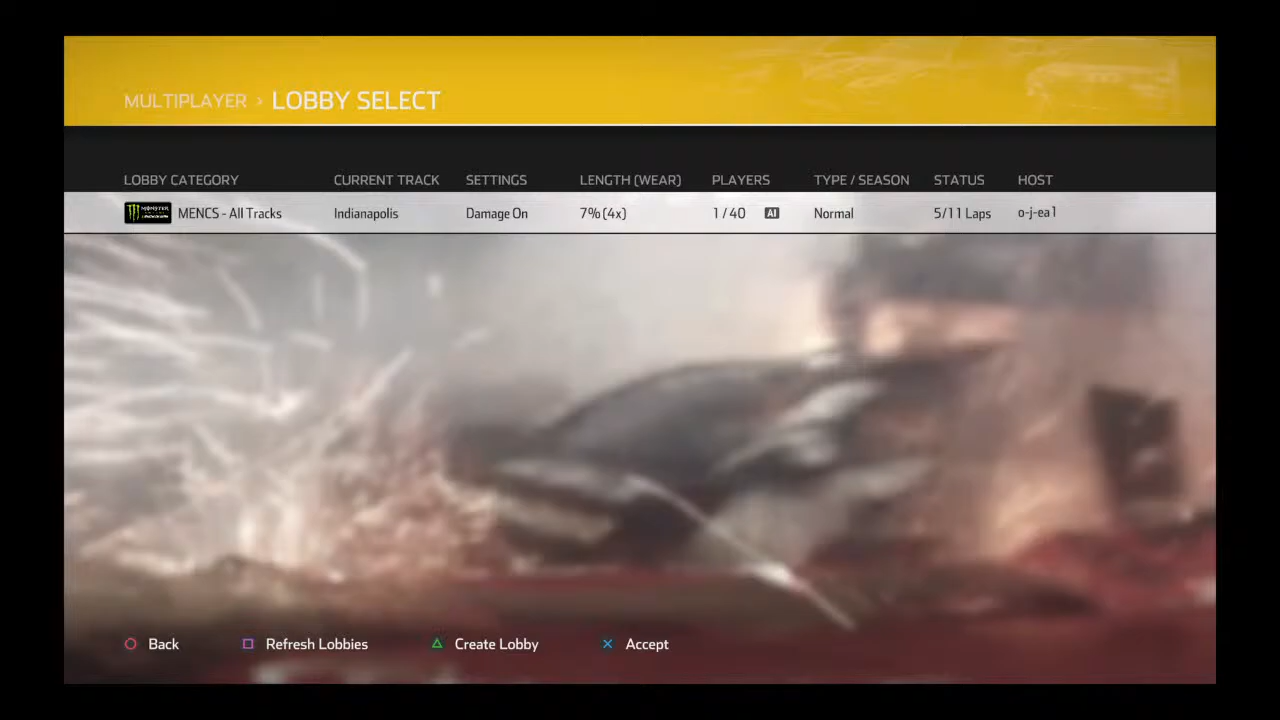 MULTIPLAYER > LOBBY SELECT
LOBBY CATEGORY CURRENT TRACK SETTINGS LENGTH (WEAR) PLAYERS TYPE / SEASON STATUS HOST
MONSTER MENCS - All Tracks Indianapolis Damage On 7% (4x) 1 / 40 AI Normal 5/11 Laps o-j-ea1
Back Refresh Lobbies Create Lobby Accept